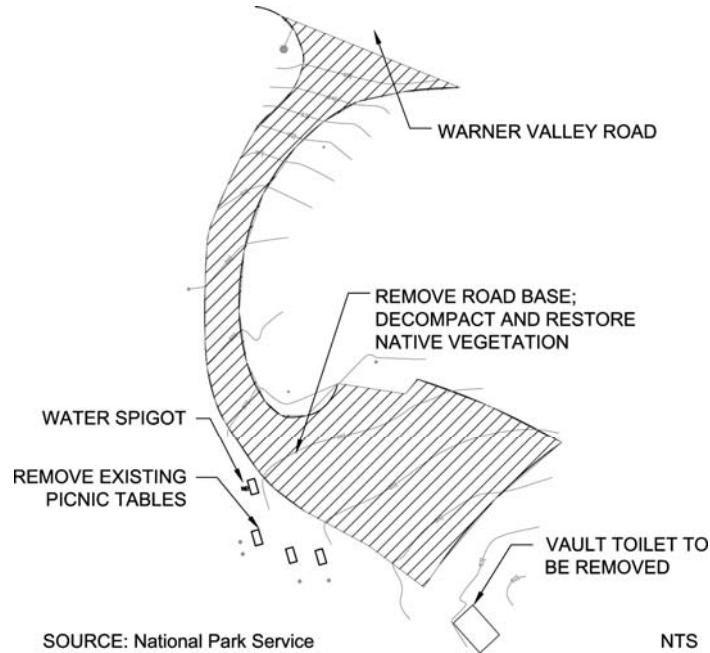 WARNER VALLEY ROAD
REMOVE ROAD BASE;
DECOMPACT AND RESTORE
NATIVE VEGETATION
WATER SPIGOT
REMOVE EXISTING
PICNIC TABLES
VAULT TOILET TO
BE REMOVED
SOURCE: National Park Service
NTS